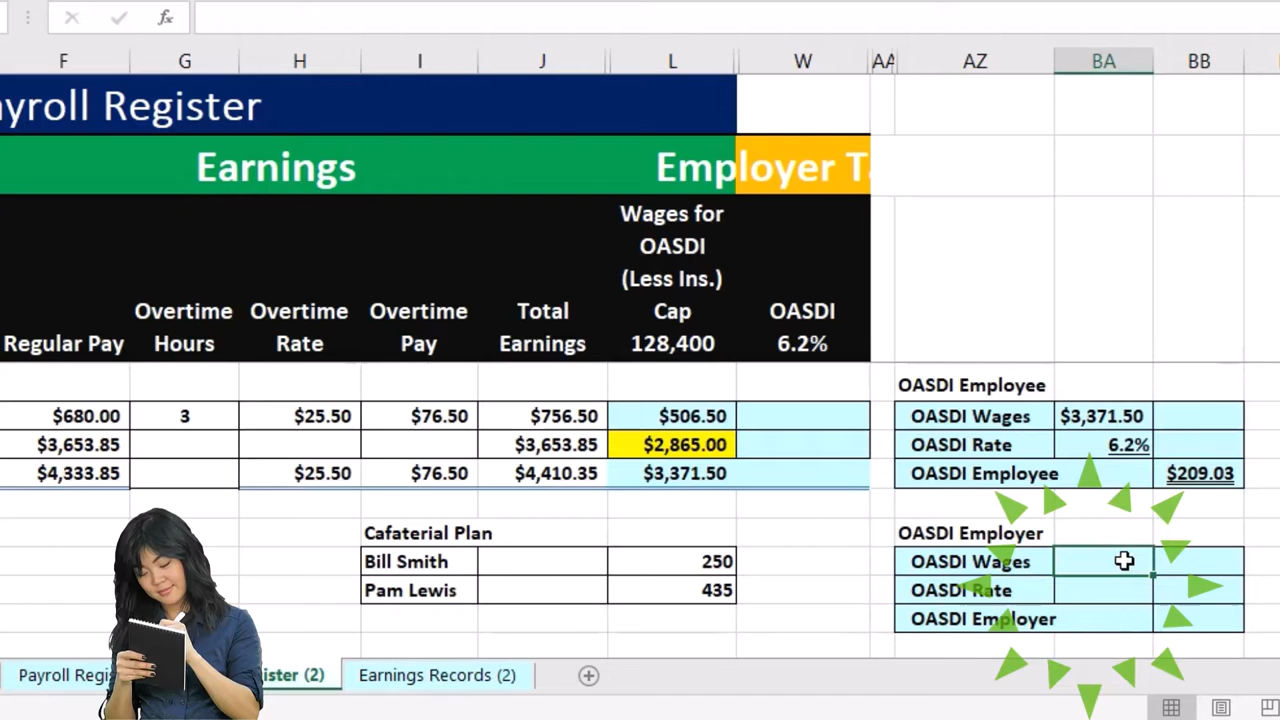 fx
F G H I J L W AA AZ BA BB
ayroll Register
Earnings Employer Ta
Wages for
OASDI
(Less Ins.)
Overtime Overtime Overtime Total Cap OASDI
Regular Pay Hours Rate Pay Earnings 128,400 6.2%
OASDI Employee
$680.00 3 $25.50 $76.50 $756.50 $506.50 OASDI Wages $3,371.50
$3,653.85 $3,653.85 $2,865.00 OASDI Rate 6.2%
$4,333.85 $25.50 $76.50 $4,410.35 $3,371.50 OASDI Employee $209.03
Cafaterial Plan OASDI Employer
Bill Smith 250 OASDI Wages
Pam Lewis 435 OASDI Rate
OASDI Employer
Payroll Regi ister (2) Earnings Records (2)